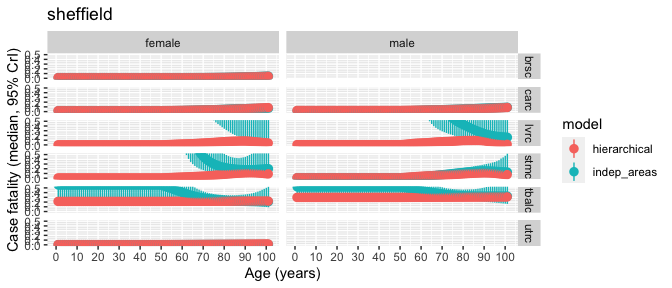 sheffield
female male
Case fatality (median, 95% CrI)
brsc
carc
lvrc
stmc
tbalc
utrc
0 10 20 30 40 50 60 70 80 90 100 0 10 20 30 40 50 60 70 80 90 100
Age (years)
model
hierarchical
indep_areas